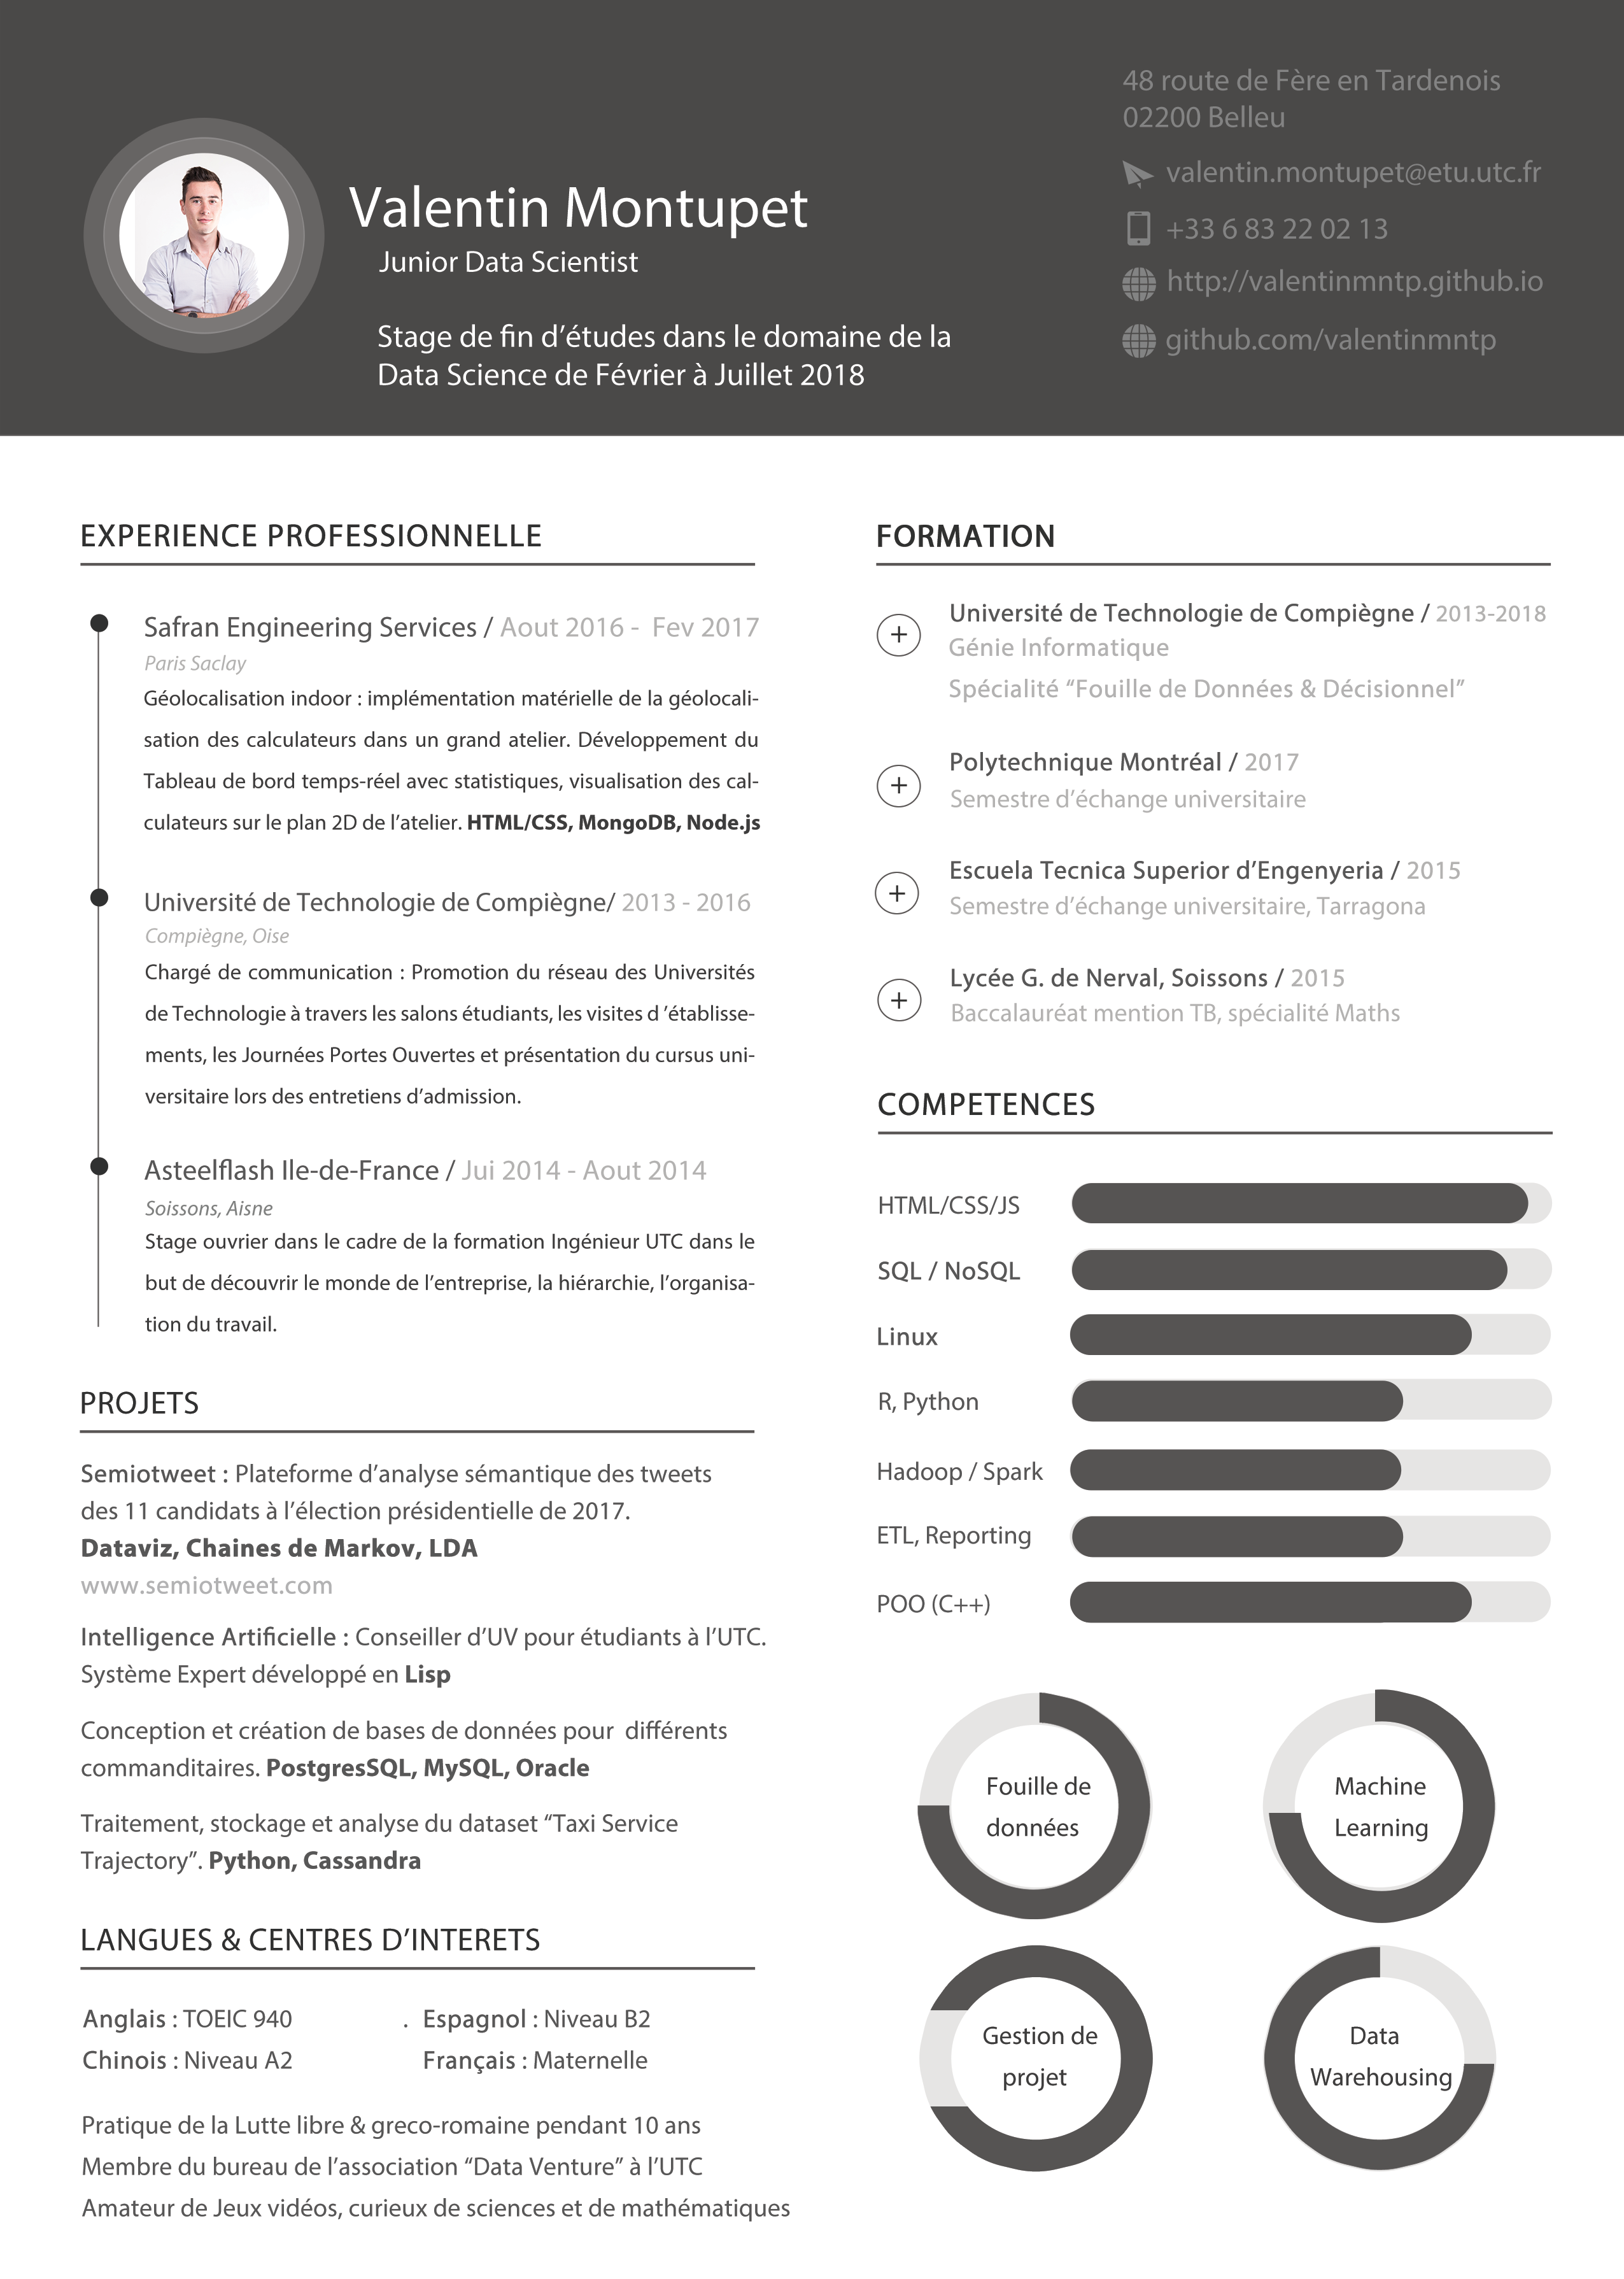 48 route de Fère en Tardenois
02200 Belleu
valentin.montupet@etu.utc.fr
+33 6 83 22 02 13
http://valentinmntp.github.io
github.com/valentinmntp
Valentin Montupet
Junior Data Scientist
Stage de fin d’études dans le domaine de la
Data Science de Février à Juillet 2018
EXPERIENCE PROFESSIONNELLE
Safran Engineering Services / Aout 2016 - Fev 2017
Paris Saclay
Géolocalisation indoor : implémentation matérielle de la géolocali-
sation des calculateurs dans un grand atelier. Développement du
Tableau de bord temps-réel avec statistiques, visualisation des cal-
culateurs sur le plan 2D de l’atelier. HTML/CSS, MongoDB, Node.js
Université de Technologie de Compiègne/ 2013 - 2016
Compiègne, Oise
Chargé de communication : Promotion du réseau des Universités
de Technologie à travers les salons étudiants, les visites d ’établisse-
ments, les Journées Portes Ouvertes et présentation du cursus uni-
versitaire lors des entretiens d’admission.
Asteelflash Ile-de-France / Jui 2014 - Aout 2014
Soissons, Aisne
Stage ouvrier dans le cadre de la formation Ingénieur UTC dans le
but de découvrir le monde de l’entreprise, la hiérarchie, l’organisa-
tion du travail.
PROJETS
Semiotweet : Plateforme d’analyse sémantique des tweets
des 11 candidats à l’élection présidentielle de 2017.
Dataviz, Chaines de Markov, LDA
www.semiotweet.com
Intelligence Artificielle : Conseiller d’UV pour étudiants à l’UTC.
Système Expert développé en Lisp
Conception et création de bases de données pour différents
commanditaires. PostgresSQL, MySQL, Oracle
Traitement, stockage et analyse du dataset “Taxi Service
Trajectory”. Python, Cassandra
LANGUES & CENTRES D’INTERETS
Anglais : TOEIC 940 . Espagnol : Niveau B2
Chinois : Niveau A2 Français : Maternelle
Pratique de la Lutte libre & greco-romaine pendant 10 ans
Membre du bureau de l’association “Data Venture” à l’UTC
Amateur de Jeux vidéos, curieux de sciences et de mathématiques
FORMATION
Université de Technologie de Compiègne / 2013-2018
Génie Informatique
Spécialité “Fouille de Données & Décisionnel”
Polytechnique Montréal / 2017
Semestre d’échange universitaire
Escuela Tecnica Superior d’Engenyeria / 2015
Semestre d’échange universitaire, Tarragona
Lycée G. de Nerval, Soissons / 2015
Baccalauréat mention TB, spécialité Maths
COMPETENCES
HTML/CSS/JS
SQL / NoSQL
Linux
R, Python
Hadoop / Spark
ETL, Reporting
POO (C++)
Fouille de
données
Machine
Learning
Gestion de
projet
Data
Warehousing